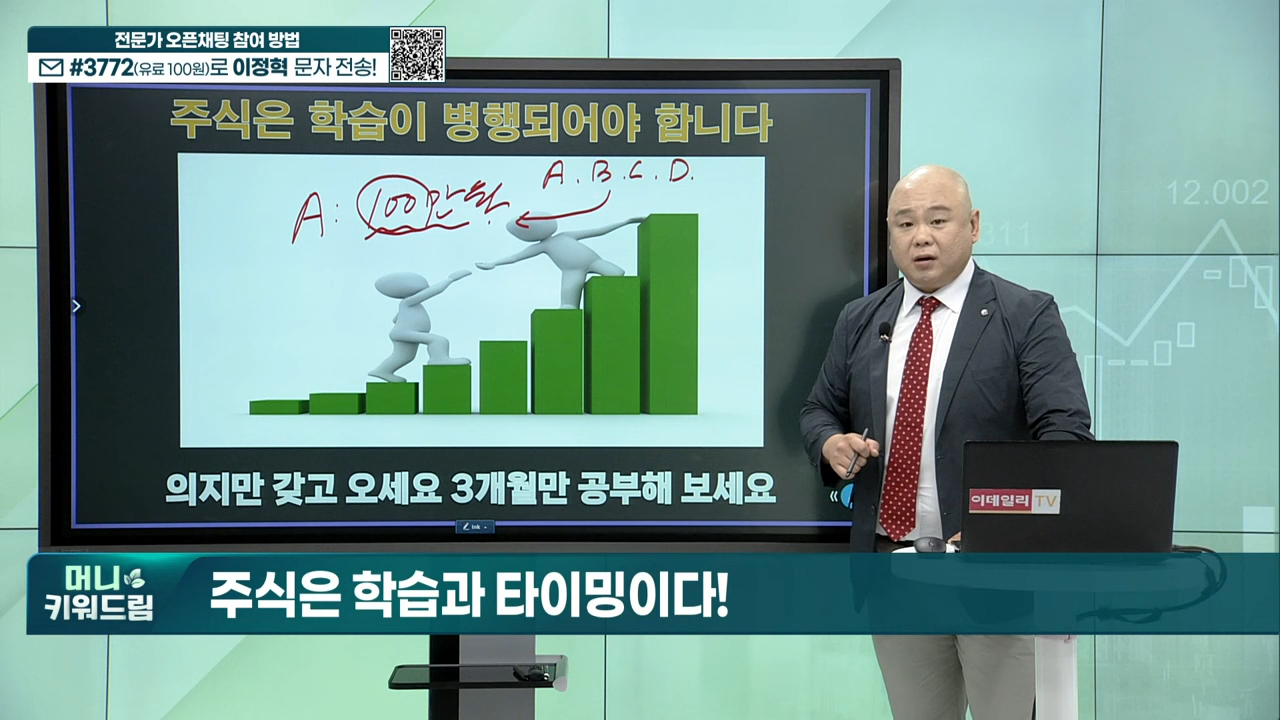 전문가 오픈채팅 참여 방법
#3772(유료 100원)로 이정혁 문자 전송!
주식은 학습이 병행되어야 합니다
A.B.C.D.
A: 100만원
의지만 갖고 오세요 3개월만 공부해 보세요
Ink
12.002
311
이데일리 TV
머니
키워드림
주식은 학습과 타이밍이다!